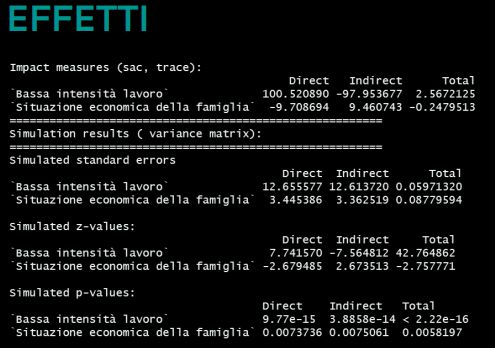 EFFETTI
Impact measures (sac, trace):
Direct Indirect Total
`Bassa intensità lavoro` 100.520890 -97.953677 2.5672125
`Situazione economica della famiglia` -9.708694 9.460743 -0.2479513
========================================================
Simulation results ( variance matrix):
========================================================
Simulated standard errors
Direct Indirect Total
`Bassa intensità lavoro` 12.655577 12.613720 0.05971320
`Situazione economica della famiglia` 3.445386 3.362519 0.08779594
Simulated z-values:
Direct Indirect Total
`Bassa intensità lavoro` 7.741570 -7.564812 42.764862
`Situazione economica della famiglia` -2.679485 2.673513 -2.757771
Simulated p-values:
Direct Indirect Total
`Bassa intensità lavoro` 9.77e-15 3.8858e-14 < 2.22e-16
`Situazione economica della famiglia` 0.0073736 0.0075061 0.0058197